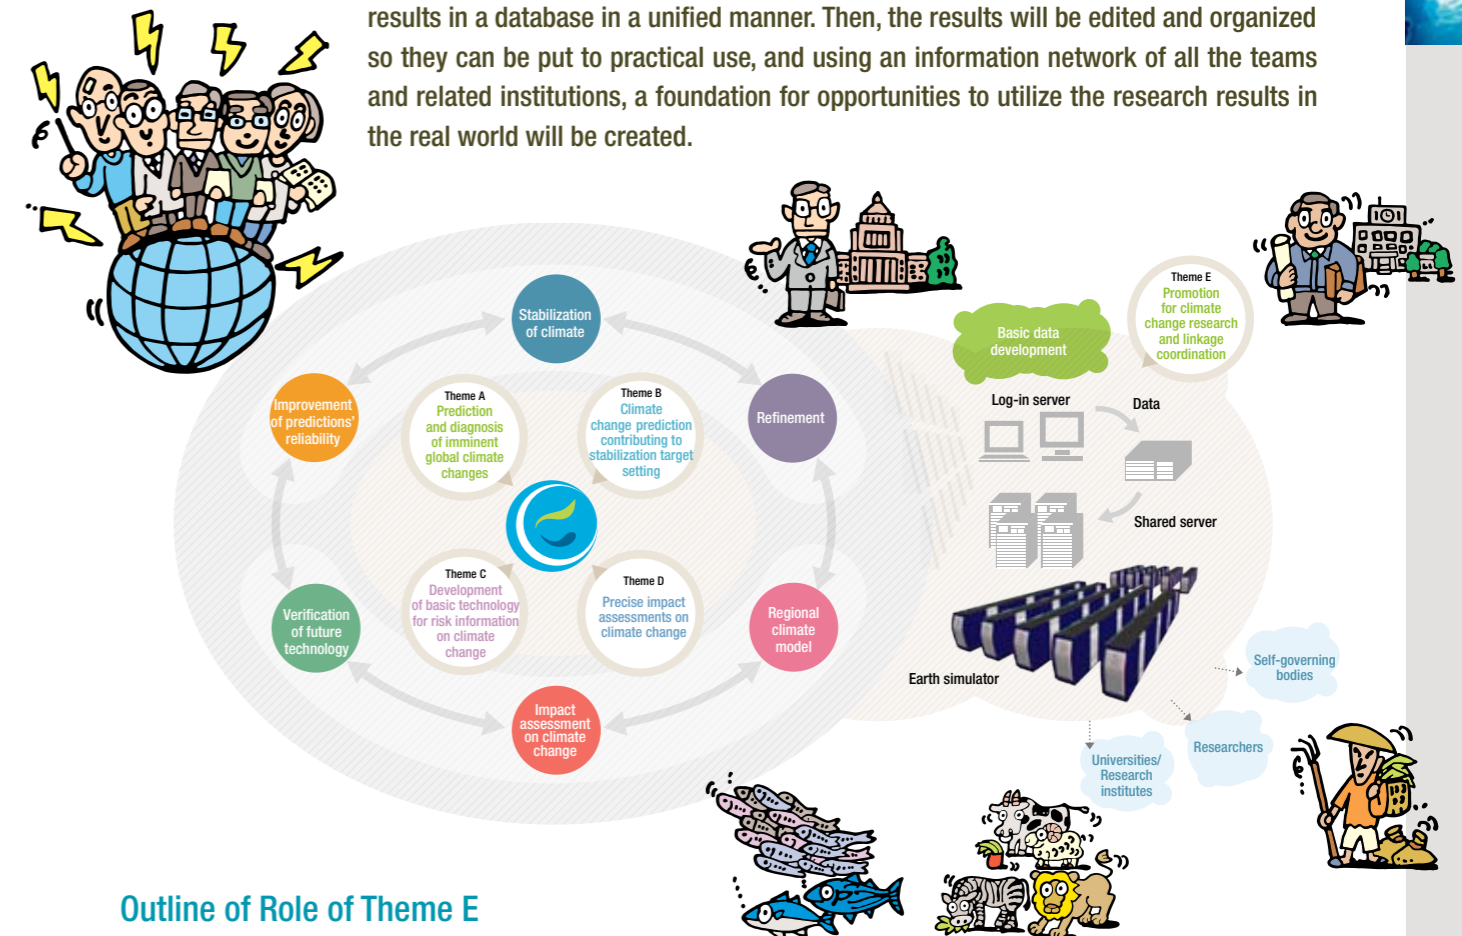 results in a database in a unified manner. Then, the results will be edited and organized
so they can be put to practical use, and using an information network of all the teams
and related institutions, a foundation for opportunities to utilize the research results in
the real world will be created.
Stabilization
of climate
Improvement
of predictions'
reliability
Refinement
Theme A
Prediction
and diagnosis
of imminent
global climate
changes
Theme B
Climate
change prediction
contributing to
stabilization target
setting
Theme C
Development
of basic technology
for risk information
on climate
change
Theme D
Precise impact
assessments on
climate change
Verification
of future
technology
Regional
climate
model
Impact
assessment
on climate
change
Theme E
Promotion
for climate
change research
and linkage
coordination
Basic data
development
Log-in server
Data
Shared server
Earth simulator
Self-governing
bodies
Researchers
Universities/
Research
institutes
Outline of Role of Theme E